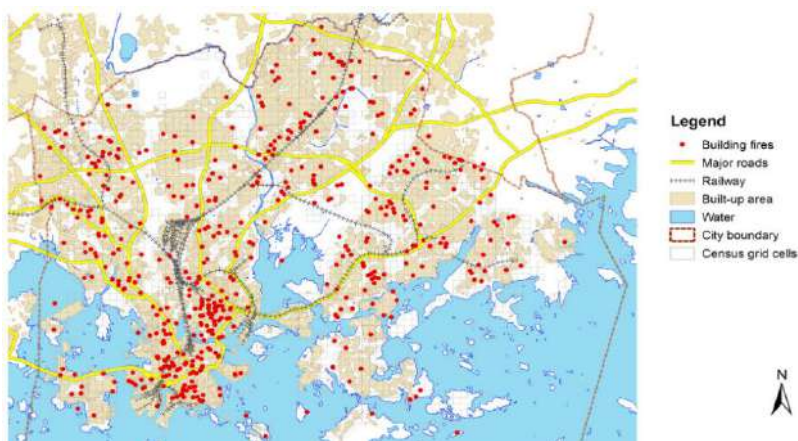 Legend
Building fires
Major roads
Railway
Built-up area
Water
City boundary
Census grid cells
N